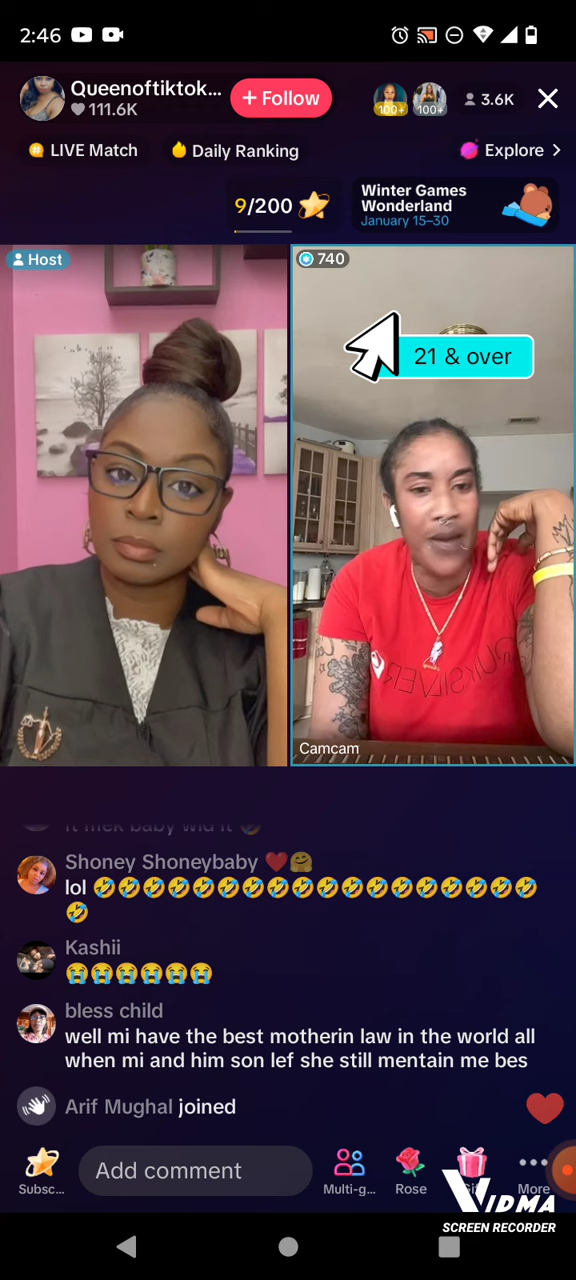 2:46
Queenoftiktok...
+ Follow
3.6K
111.6K
100+
100+
LIVE Match
Daily Ranking
Explore >
9/200
Winter Games
Wonderland
January 15–30
Host
740
21 & over
Camcam
lol 
Shoney Shoneybaby ❤️🤗
lol 🤣🤣🤣🤣🤣🤣🤣🤣🤣🤣🤣🤣🤣🤣🤣🤣🤣🤣
🤣
Kashii
😭😭😭😭😭😭
bless child
well mi have the best motherin law in the world all
when mi and him son lef she still mentain me bes
Arif Mughal joined
Add comment
Subsc...
Multi-g...
Rose
More
VIDMA
SCREEN RECORDER